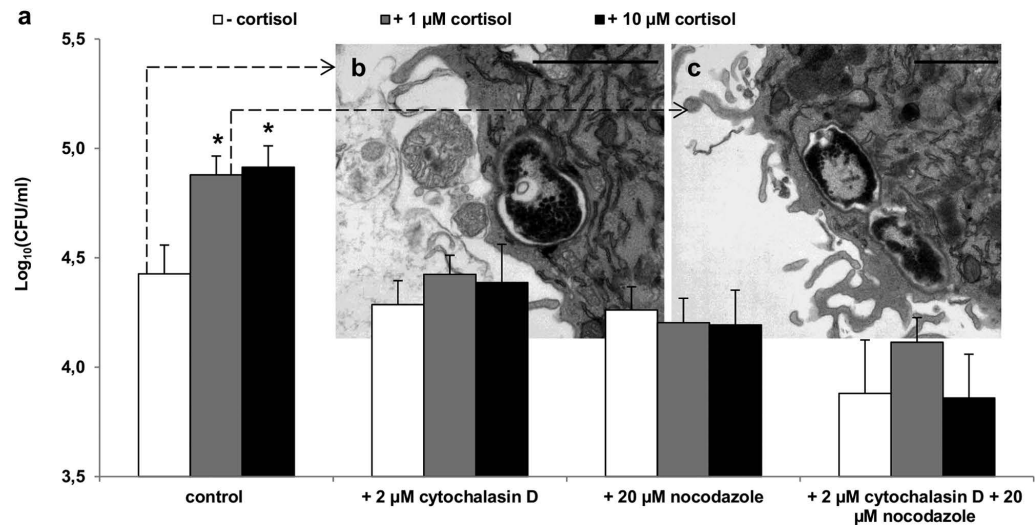 a
- cortisol + 1 µM cortisol + 10 µM cortisol
5,5
5,0
4,5
4,0
3,5
Log10(CFU/ml)
* *
b
c
control + 2 µM cytochalasin D + 20 µM nocodazole + 2 µM cytochalasin D + 20
µM nocodazole